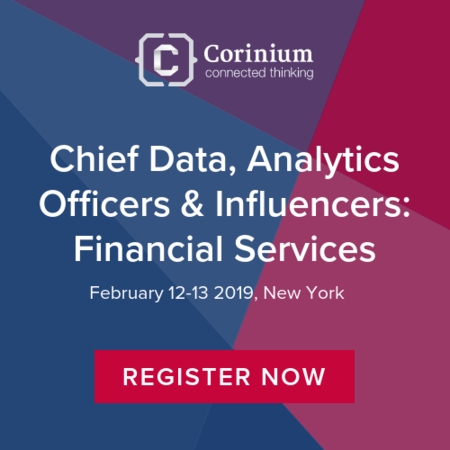 C
Corinium
connected thinking
Chief Data, Analytics
Officers & Influencers:
Financial Services
February 12-13 2019, New York
REGISTER NOW